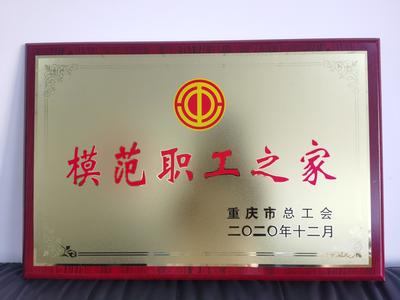 模范职工之家
重庆市总工会
二〇二〇年十二月